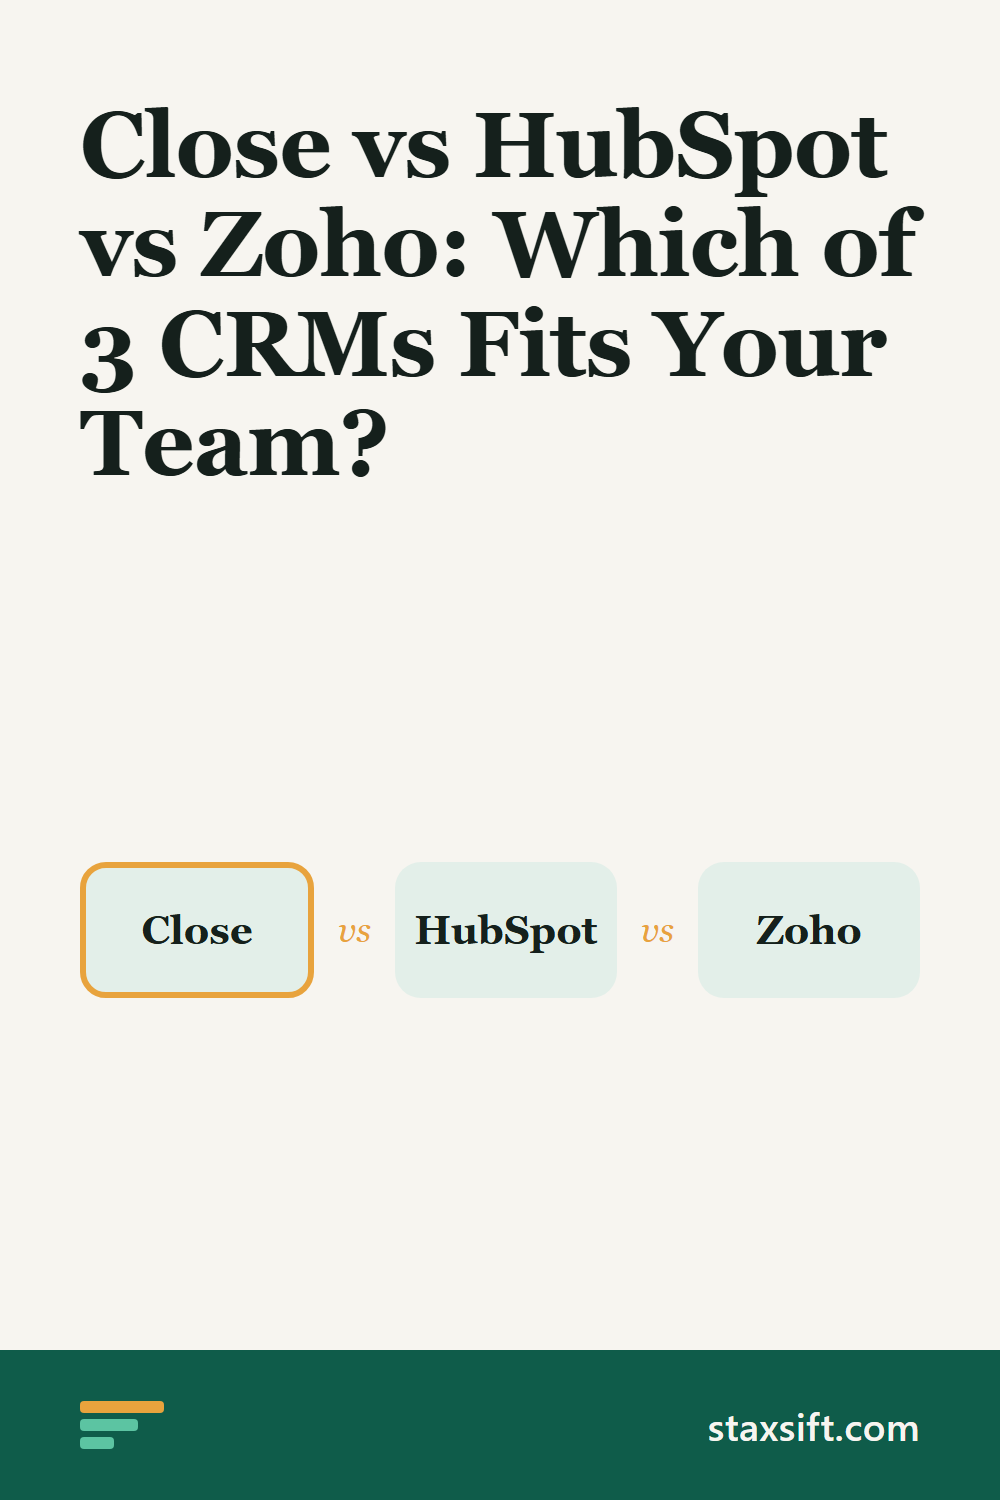 Close vs HubSpot
vs Zoho: Which of
3 CRMs Fits Your
Team?
Close vs HubSpot vs Zoho
staxsift.com